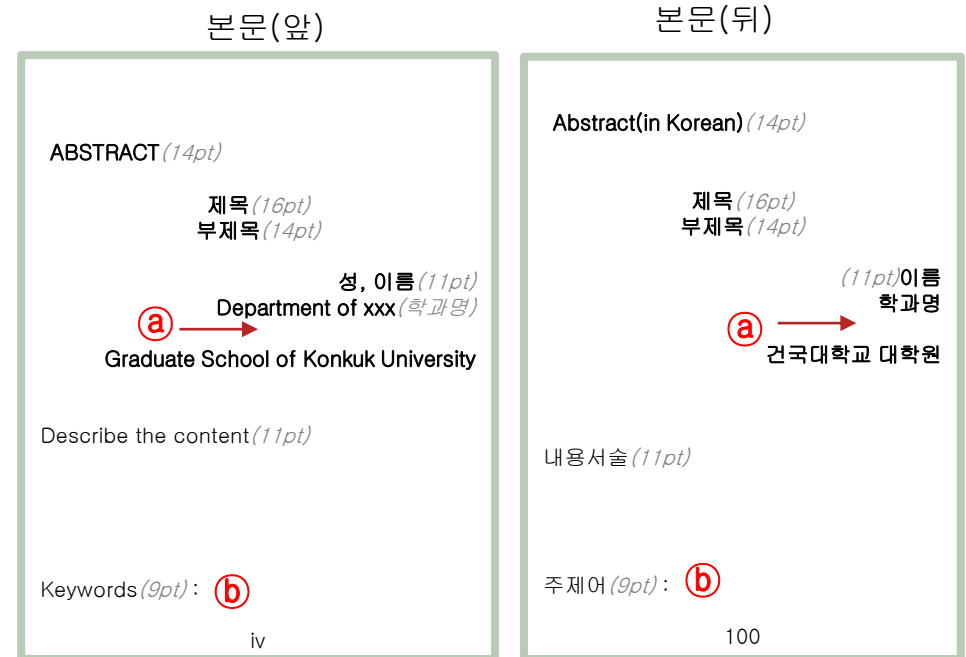 본문(앞)
ABSTRACT(14pt)
제목(16pt)
부제목(14pt)
성, 이름(11pt)
Department of xxx(학과명)
ⓐ
Graduate School of Konkuk University
Describe the content(11pt)
Keywords(9pt) : ⓑ
iv
본문(뒤)
Abstract(in Korean)(14pt)
제목(16pt)
부제목(14pt)
(11pt)이름
학과명
ⓐ
건국대학교 대학원
내용서술(11pt)
주제어(9pt) : ⓑ
100